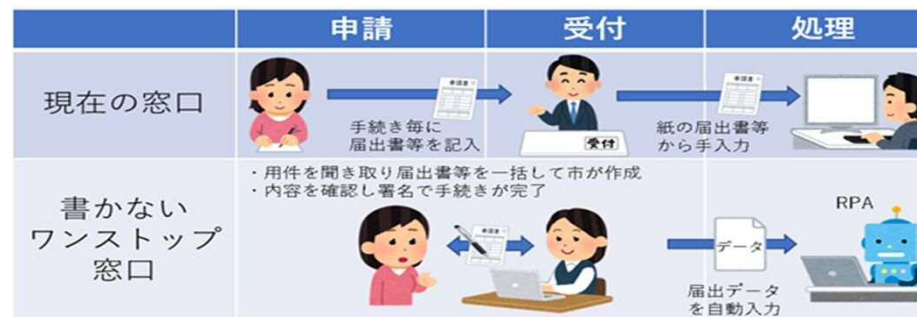 申請
受付
処理
現在の窓口
申請書
手続き毎に
届出書等を記入
受付
申請書
紙の届出書等
から手入力
書かない
ワンストップ
窓口
・用件を聞き取り届出書等を一括して市が作成
・内容を確認し署名で手続きが完了
申請書
データ
届出データ
を自動入力
RPA